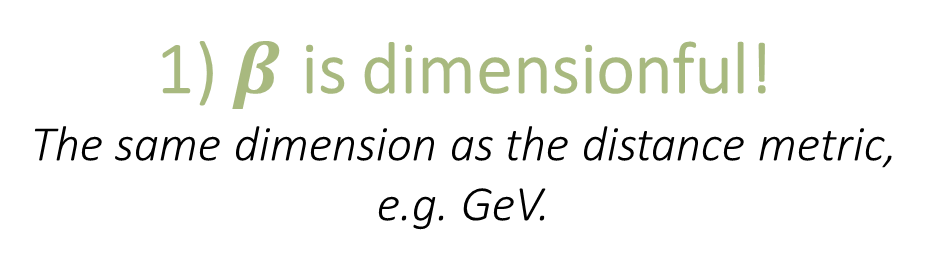 1) β is dimensionful!
The same dimension as the distance metric,
e.g. GeV.